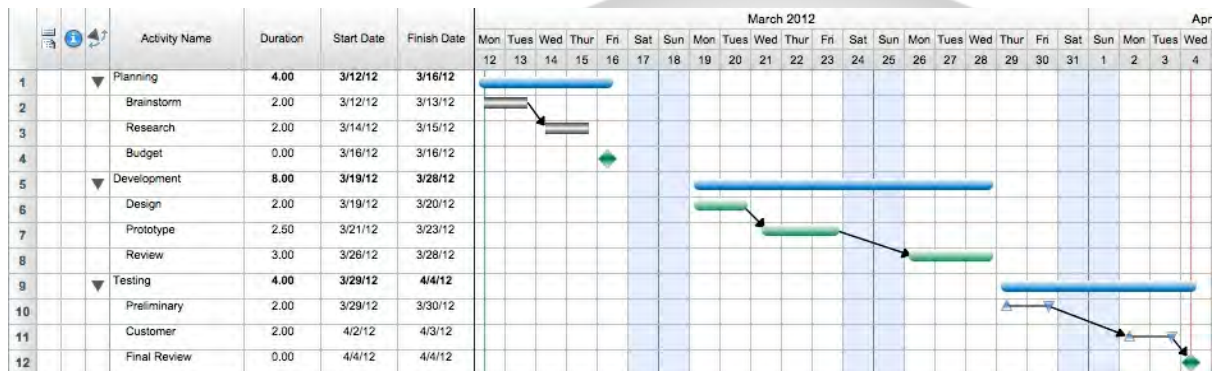 March 2012 Apr
Activity Name Duration Start Date Finish Date Mon Tues Wed Thur Fri Sat Sun Mon Tues Wed Thur Fri Sat Sun Mon Tues Wed Thur Fri Sat Sun Mon Tues Wed
12 13 14 15 16 17 18 19 20 21 22 23 24 25 26 27 28 29 30 31 1 2 3 4
1 Planning 4.00 3/12/12 3/16/12
2 Brainstorm 2.00 3/12/12 3/13/12
3 Research 2.00 3/14/12 3/15/12
4 Budget 0.00 3/16/12 3/16/12
5 Development 8.00 3/19/12 3/28/12
6 Design 2.00 3/19/12 3/20/12
7 Prototype 2.50 3/21/12 3/23/12
8 Review 3.00 3/26/12 3/28/12
9 Testing 4.00 3/29/12 4/4/12
10 Preliminary 2.00 3/29/12 3/30/12
11 Customer 2.00 4/2/12 4/3/12
12 Final Review 0.00 4/4/12 4/4/12